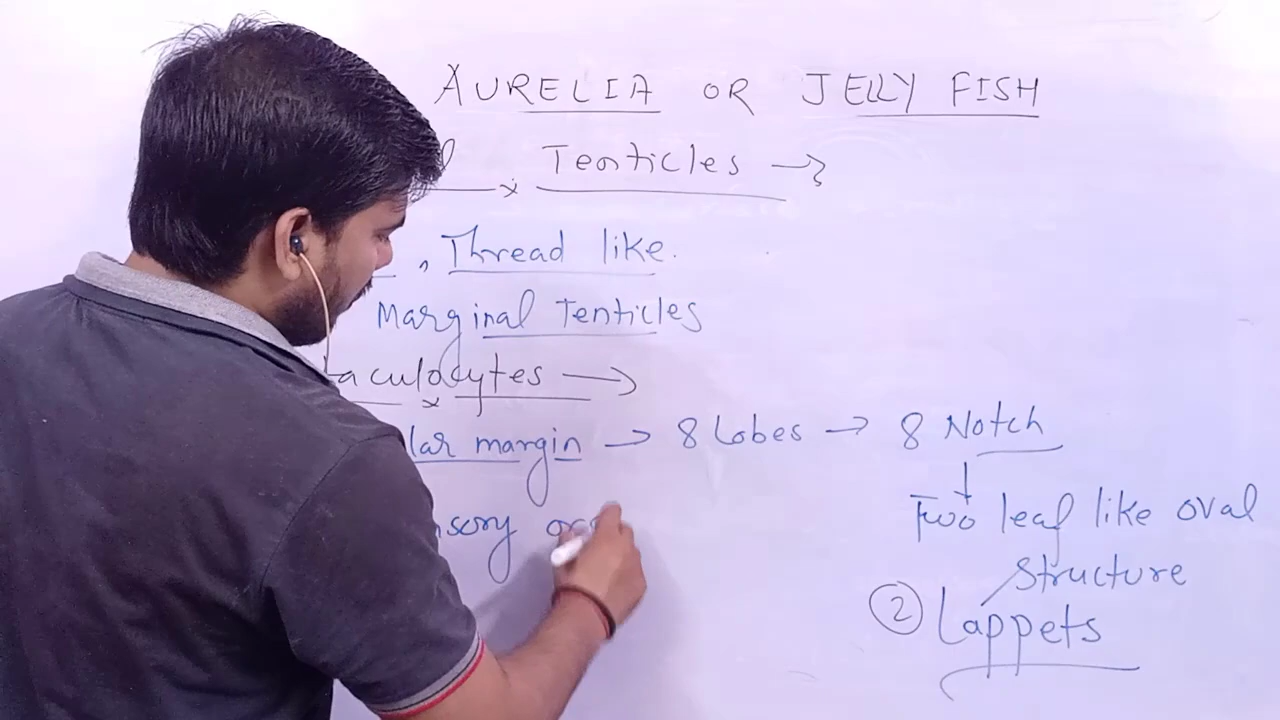 AURELIA OR JELLY FISH
Tenticles →
, Thread like.
Marginal Tenticles
taculocytes →
lar margin → 8 Lobes → 8 Notch
Two leaf like oval
structure
nsory
② Lappets